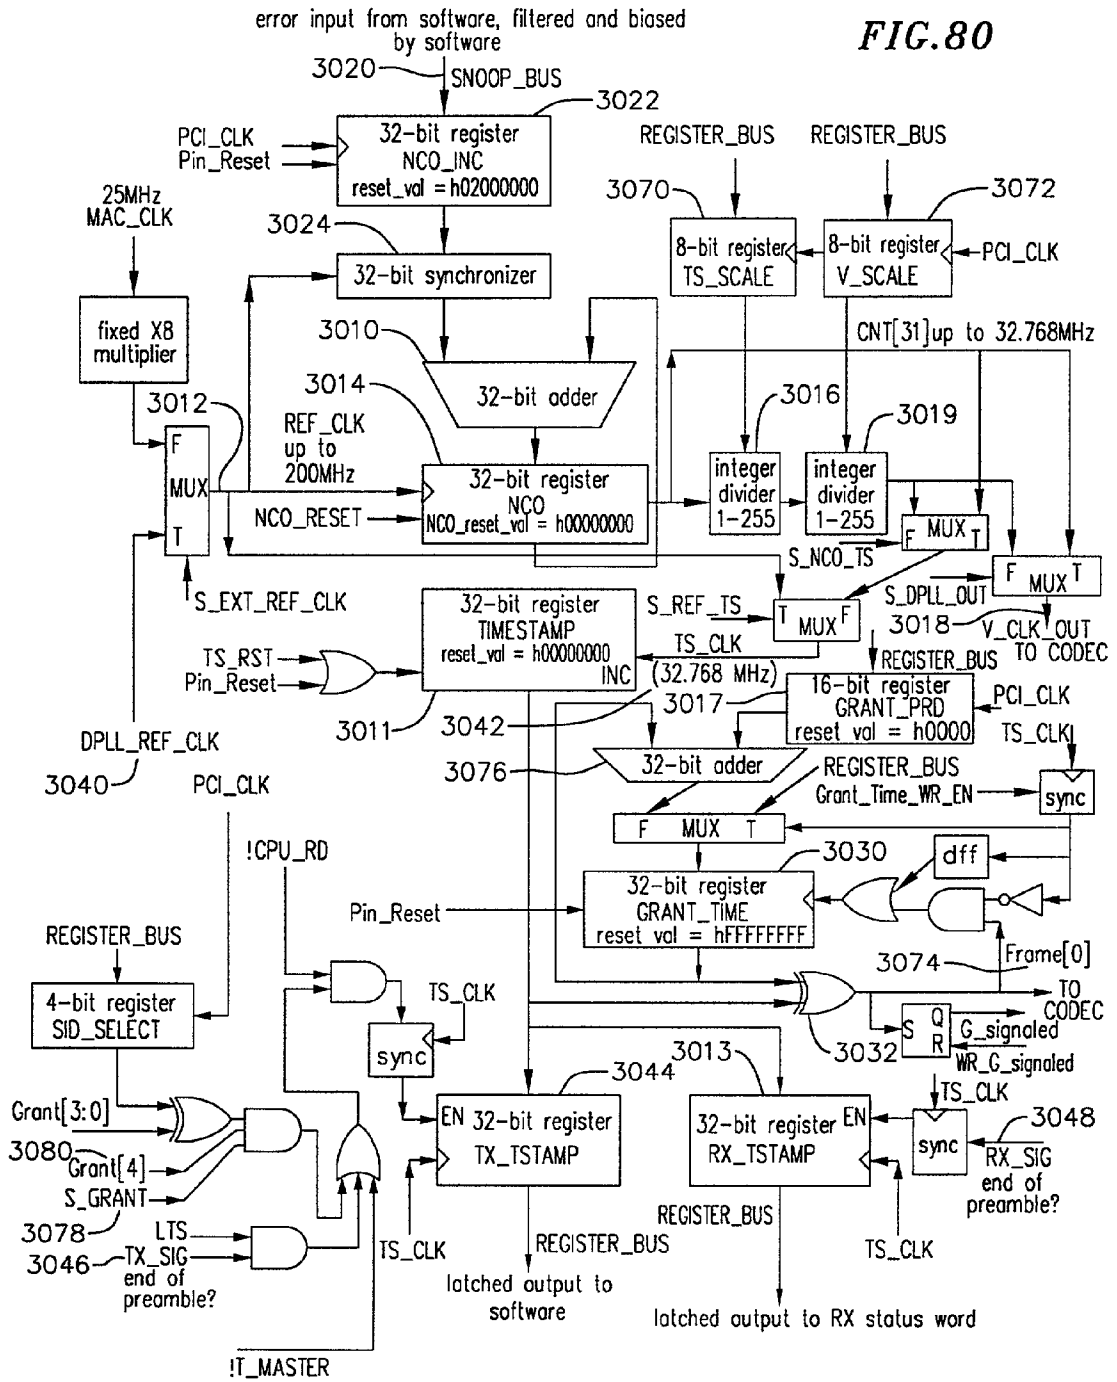 error input from software, filtered and biased
by software
FIG.80
3020
SNOOP_BUS
3022
PCI_CLK
Pin_Reset
32-bit register
NCO_INC
reset_val = h02000000
REGISTER_BUS
REGISTER_BUS
3070
3072
25MHz
MAC_CLK
3024
32-bit synchronizer
8-bit register
TS_SCALE
8-bit register
V_SCALE
PCI_CLK
fixed X8
multiplier
3010
32-bit adder
CNT[31]up to 32.768MHz
3014
3012
REF_CLK
up to
200MHz
3016
3019
F
MUX
T
32-bit register
NCO
NCO_reset_val = h00000000
NCO_RESET
integer
divider
1-255
integer
divider
1-255
F MUX T
S_NCO_TS
F MUX T
S_DPLL_OUT
3018
V_CLK_OUT
TO CODEC
S_EXT_REF_CLK
S_REF_TS
T MUX F
32-bit register
TIMESTAMP
reset_val = h00000000
INC
TS_CLK
(32.768 MHz)
TS_RST
Pin_Reset
3011
3042
3017
REGISTER_BUS
16-bit register
GRANT_PRD
reset val = h0000
PCI_CLK
TS_CLK
DPLL_REF_CLK
3040
PCI_CLK
3076
32-bit adder
REGISTER_BUS
Grant_Time_WR_EN
sync
F MUX T
!CPU_RD
3030
dff
32-bit register
GRANT_TIME
reset val = hFFFFFFFF
Pin_Reset
REGISTER_BUS
3074
Frame[0]
TO
CODEC
4-bit register
SID_SELECT
TS_CLK
sync
3032
S Q
R
G_signaled
WR_G_signaled
3044
3013
TS_CLK
Grant[3:0]
EN
32-bit register
TX_TSTAMP
32-bit register
RX_TSTAMP
EN
sync
3048
RX_SIG
end of
preamble?
3080
Grant[4]
S_GRANT
3078
LTS
3046
TX_SIG
end of
preamble?
TS_CLK
REGISTER_BUS
REGISTER_BUS
TS_CLK
latched output to
software
latched output to RX status word
!T_MASTER